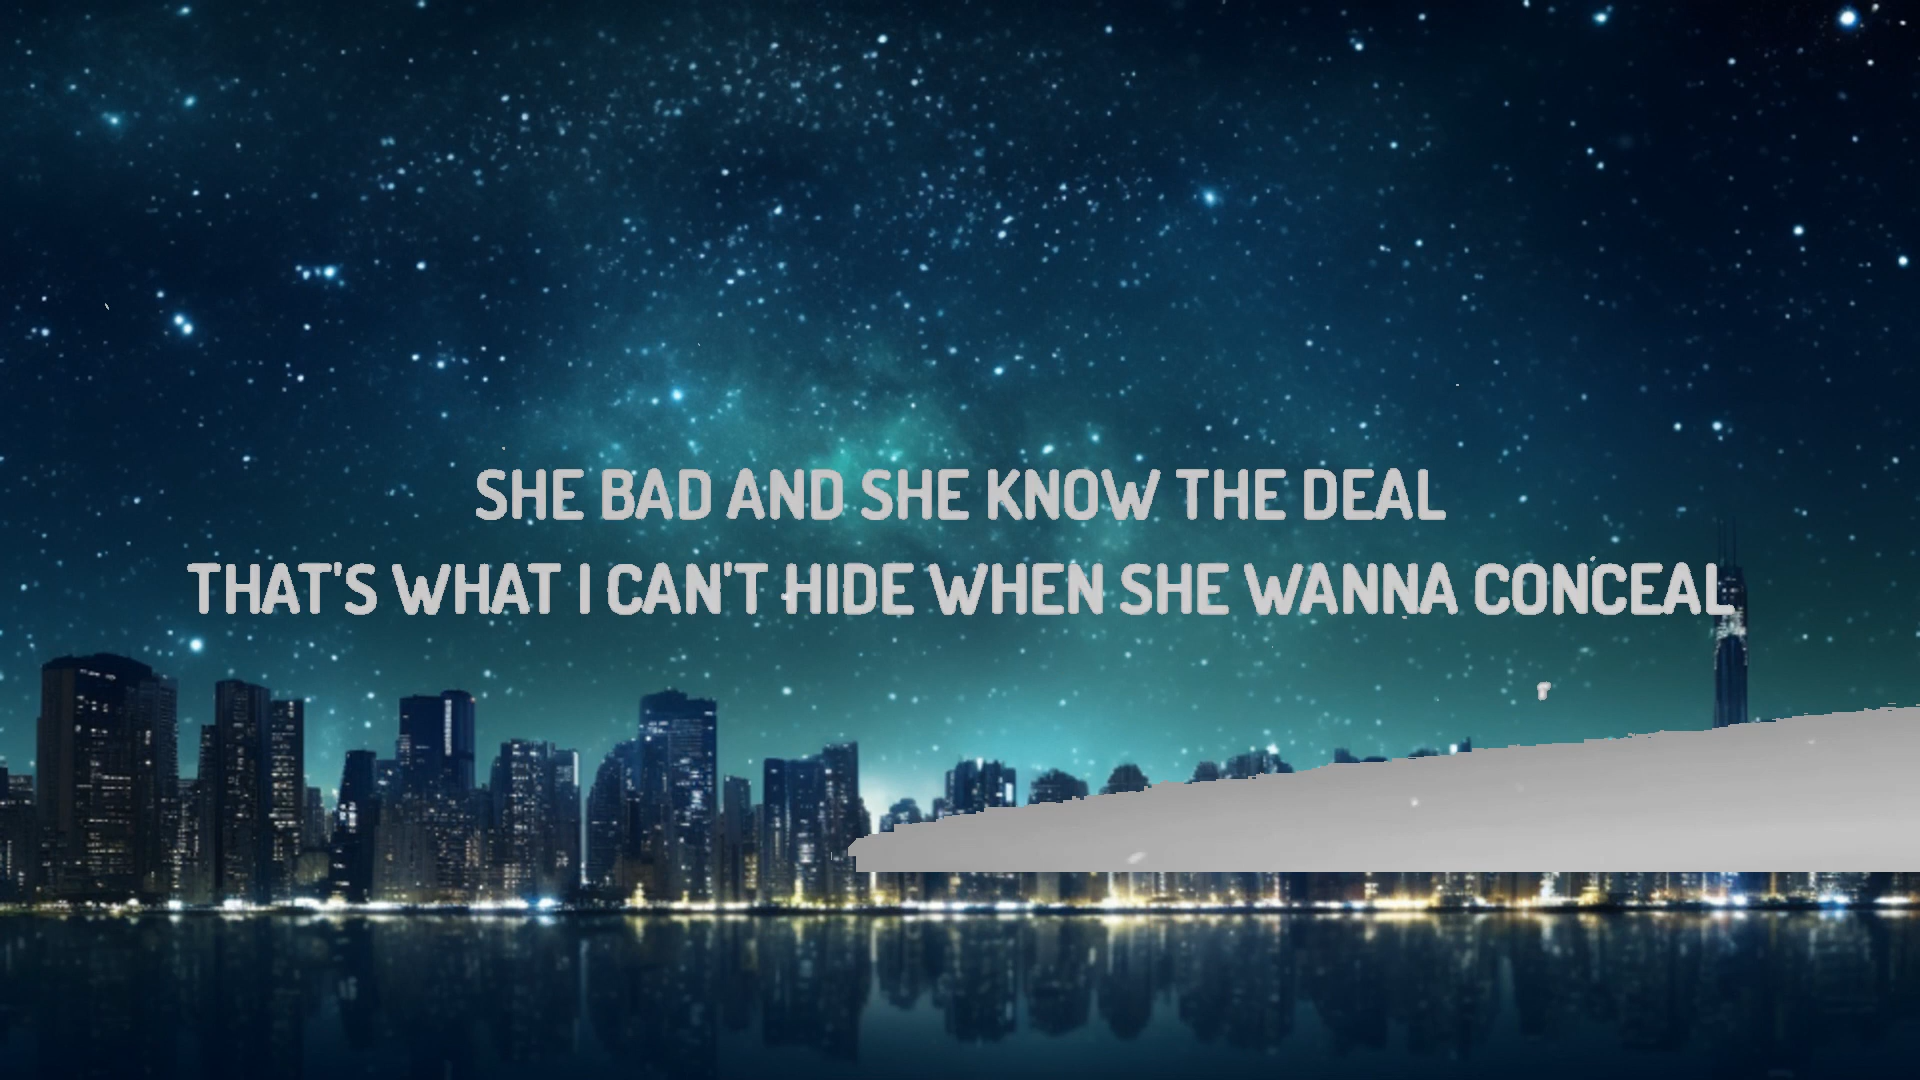 SHE BAD AND SHE KNOW THE DEAL
THAT'S WHAT I CAN'T HIDE WHEN SHE WANNA CONCEAL